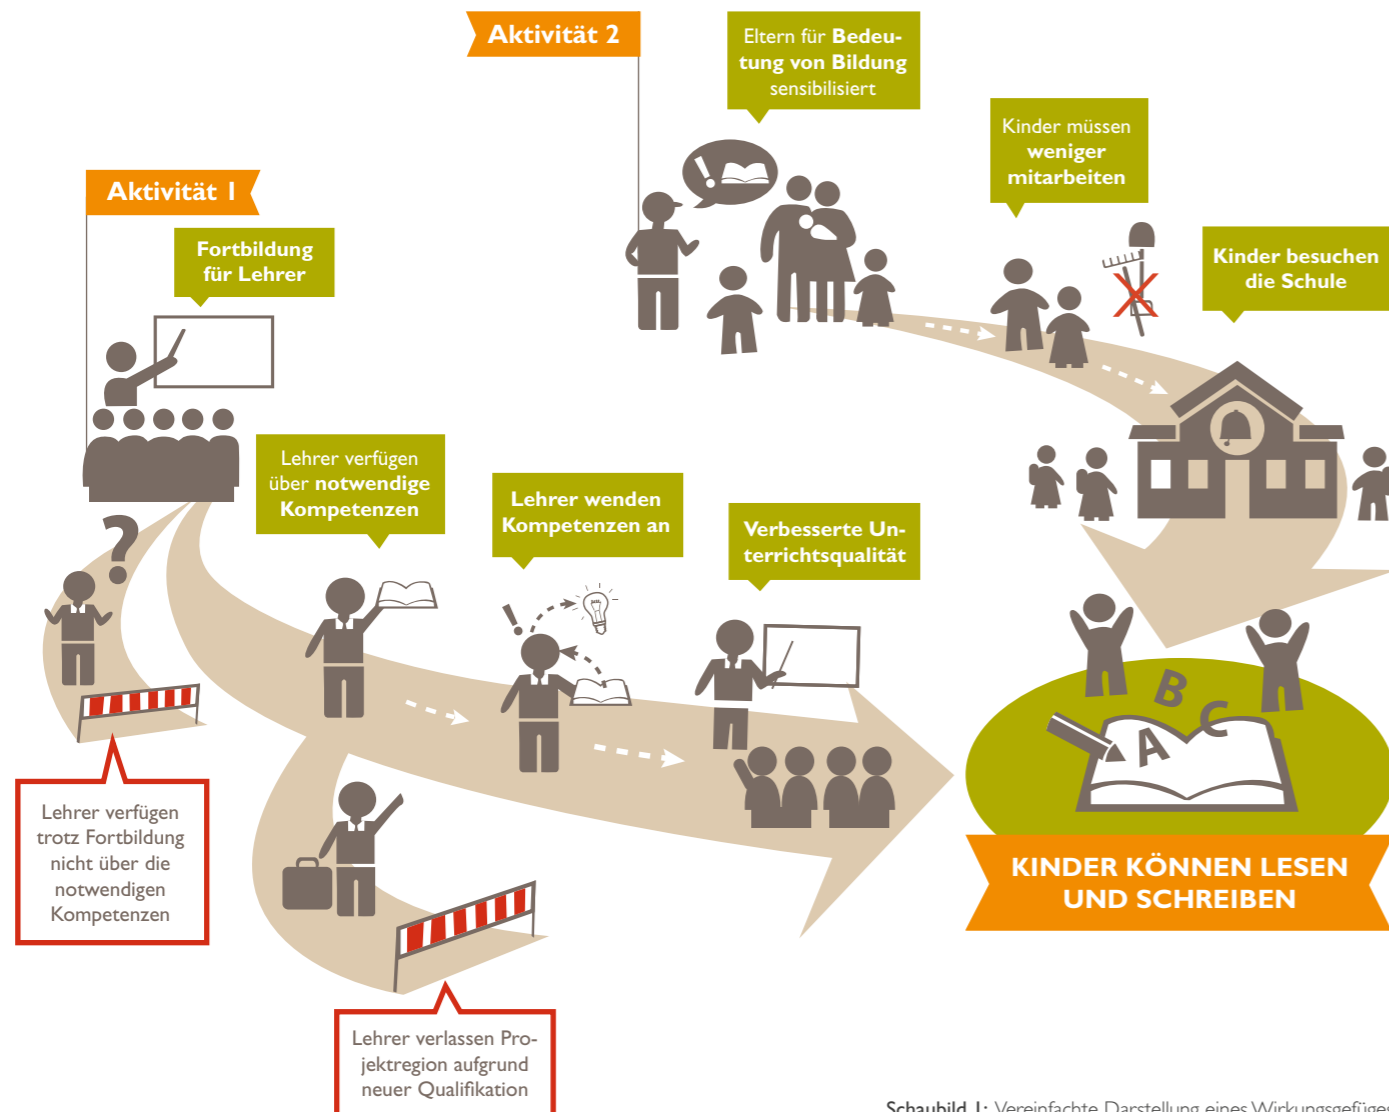 Aktivität 2
Eltern für Bedeu-
tung von Bildung
sensibilisiert
Kinder müssen
weniger
mitarbeiten
Kinder besuchen
die Schule
Aktivität 1
Fortbildung
für Lehrer
Lehrer verfügen
über notwendige
Kompetenzen
Lehrer wenden
Kompetenzen an
Verbesserte Un-
terrichtsqualität
?
!
!
A
B
C
Lehrer verfügen
trotz Fortbildung
nicht über die
notwendigen
Kompetenzen
Lehrer verlassen Pro-
jektregion aufgrund
neuer Qualifikation
KINDER KÖNNEN LESEN
UND SCHREIBEN
Schaubild 1: Vereinfachte Darstellung eines Wirkungsgefüges